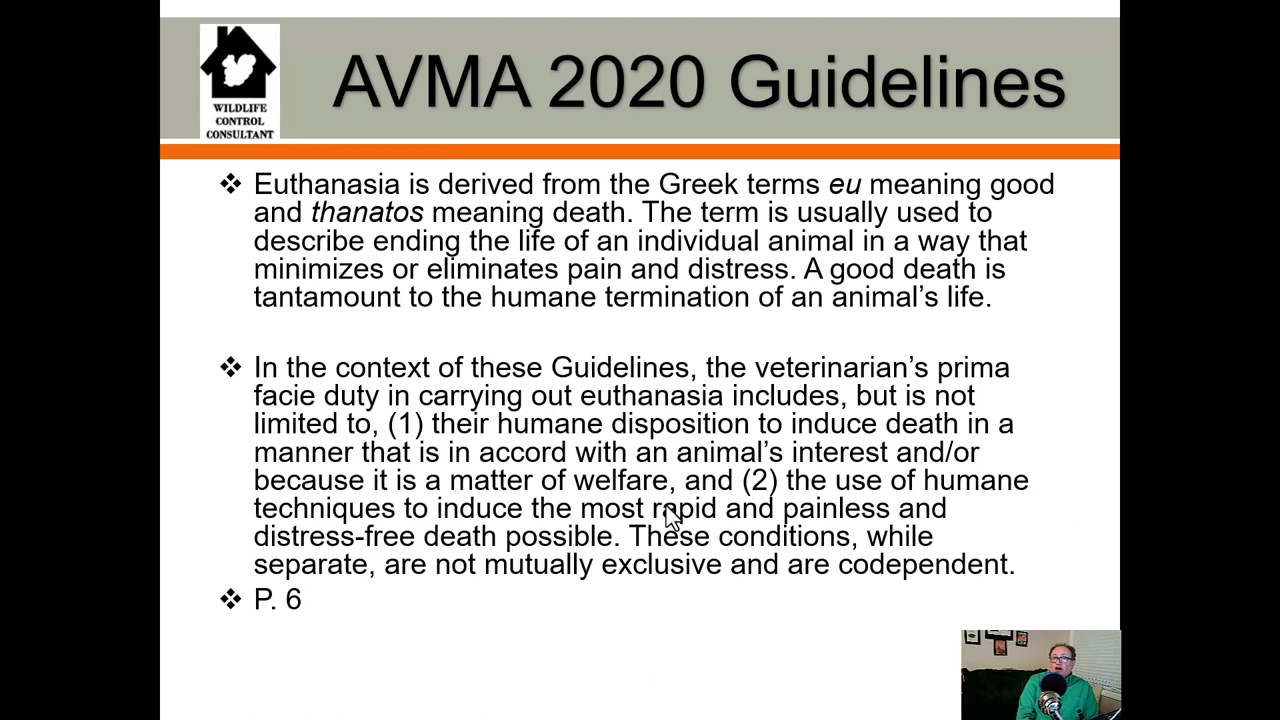 WILDLIFE
CONTROL
CONSULTANT
AVMA 2020 Guidelines
❖ Euthanasia is derived from the Greek terms eu meaning good
and thanatos meaning death. The term is usually used to
describe ending the life of an individual animal in a way that
minimizes or eliminates pain and distress. A good death is
tantamount to the humane termination of an animal’s life.
❖ In the context of these Guidelines, the veterinarian’s prima
facie duty in carrying out euthanasia includes, but is not
limited to, (1) their humane disposition to induce death in a
manner that is in accord with an animal’s interest and/or
because it is a matter of welfare, and (2) the use of humane
techniques to induce the most rapid and painless and
distress-free death possible. These conditions, while
separate, are not mutually exclusive and are codependent.
❖ P. 6